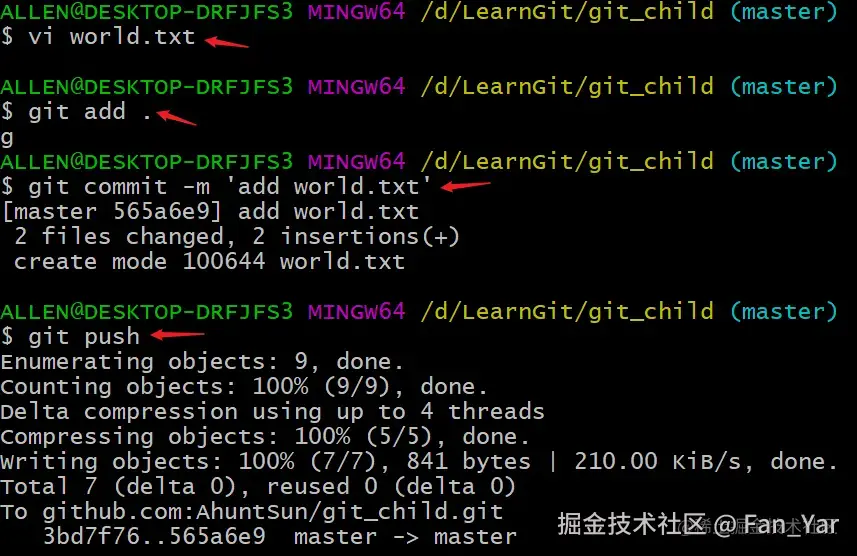 ALLEN@DESKTOP-DRFJFS3 MINGW64 /d/LearnGit/git_child (master)
$ vi world.txt
ALLEN@DESKTOP-DRFJFS3 MINGW64 /d/LearnGit/git_child (master)
$ git add .
g
ALLEN@DESKTOP-DRFJFS3 MINGW64 /d/LearnGit/git_child (master)
$ git commit -m 'add world.txt'
[master 565a6e9] add world.txt
 2 files changed, 2 insertions(+)
 create mode 100644 world.txt
ALLEN@DESKTOP-DRFJFS3 MINGW64 /d/LearnGit/git_child (master)
$ git push
Enumerating objects: 9, done.
Counting objects: 100% (9/9), done.
Delta compression using up to 4 threads
Compressing objects: 100% (5/5), done.
Writing objects: 100% (7/7), 841 bytes | 210.00 KiB/s, done.
Total 7 (delta 0), reused 0 (delta 0)
To github.com:AhuntSun/git_child.git
   3bd7f76..565a6e9  master -> master
掘金技术社区 @ Fan_Yar